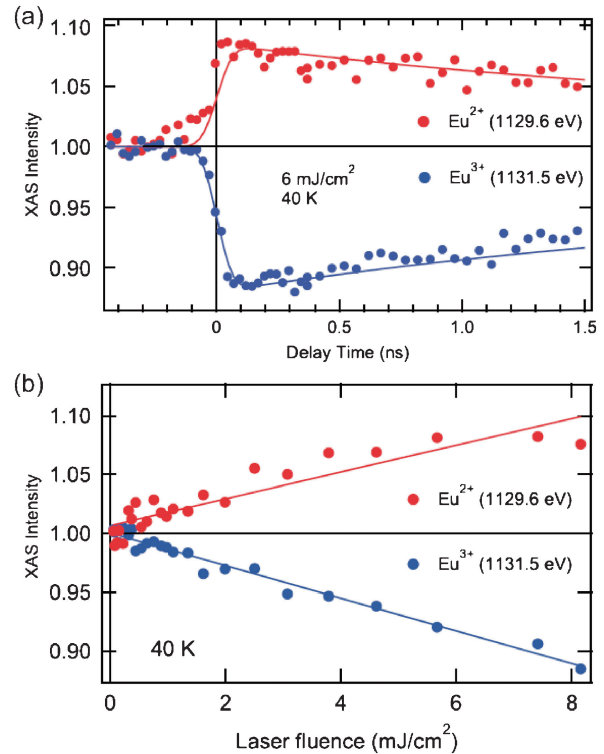 (a)
1.10
1.05
1.00
0.95
0.90
XAS Intensity
Eu2+ (1129.6 eV)
6 mJ/cm2
40 K
Eu3+ (1131.5 eV)
0
0.5
1.0
1.5
Delay Time (ns)
(b)
1.10
1.05
1.00
0.95
0.90
XAS Intensity
Eu2+ (1129.6 eV)
Eu3+ (1131.5 eV)
40 K
0
2
4
6
8
Laser fluence (mJ/cm2)